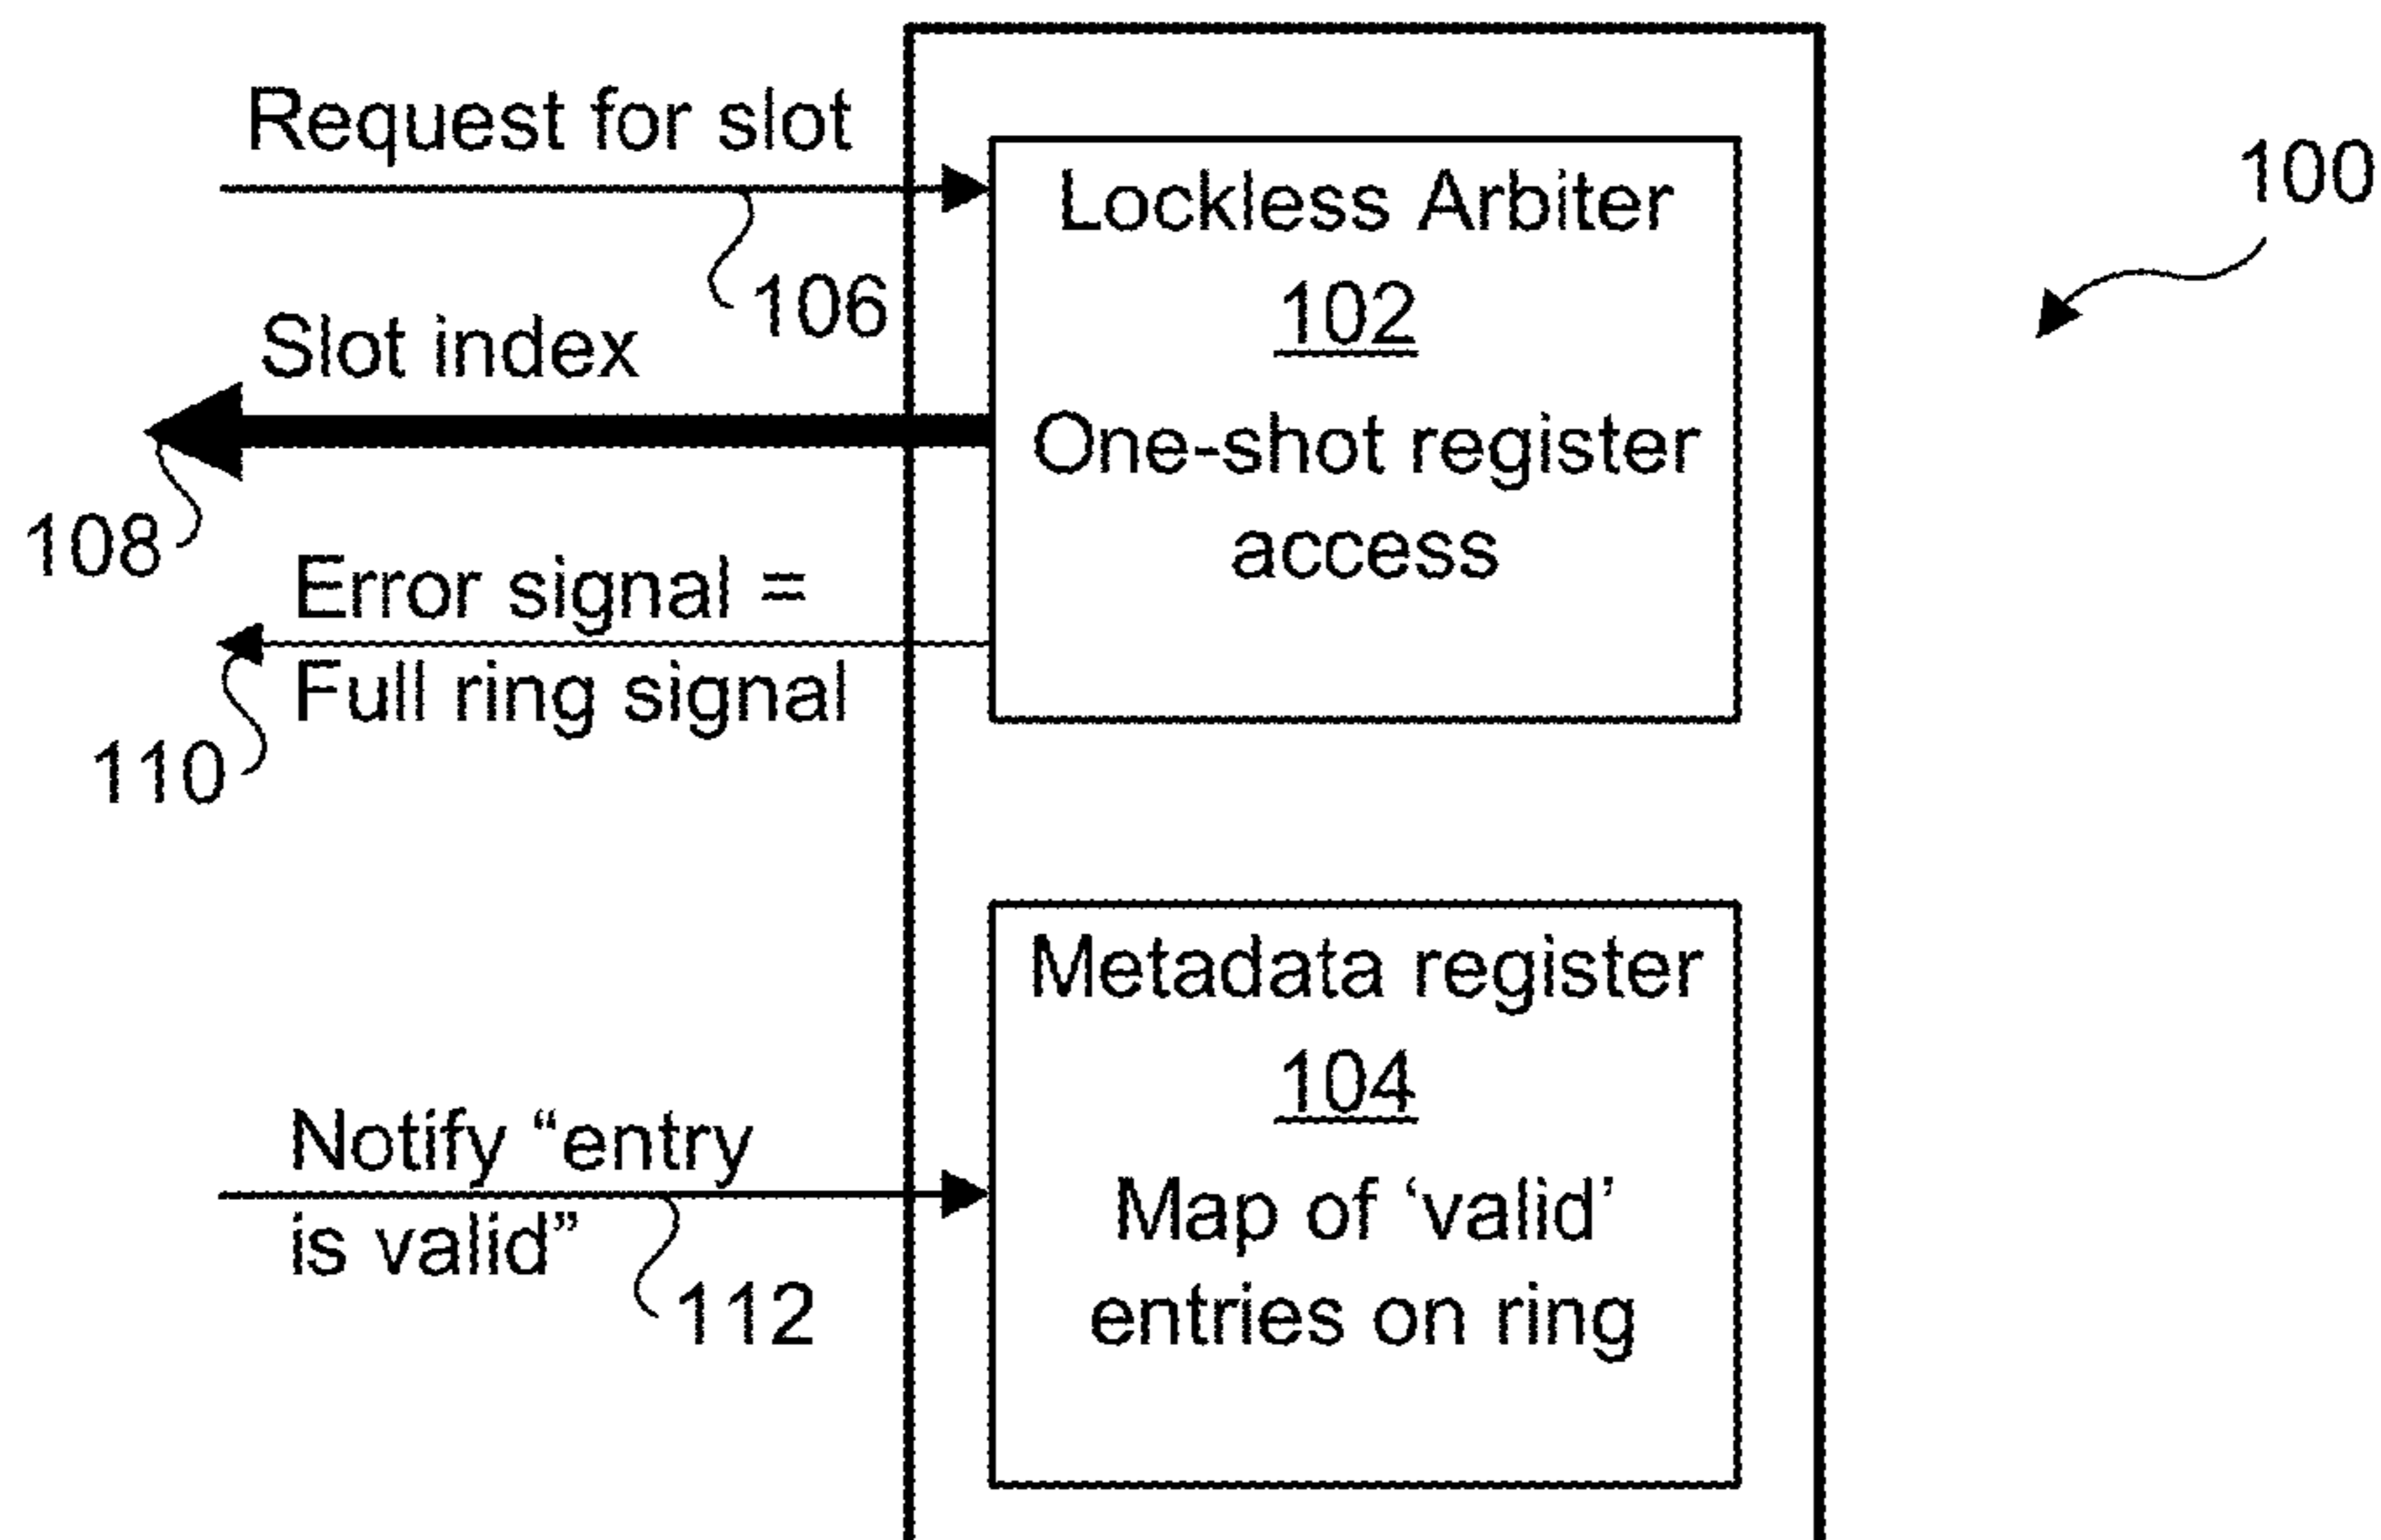 Request for slot
106
Slot index
108
Error signal =
Full ring signal
110
Lockless Arbiter
102
One-shot register
access
100
Notify “entry
is valid”
112
Metadata register
104
Map of ‘valid’
entries on ring